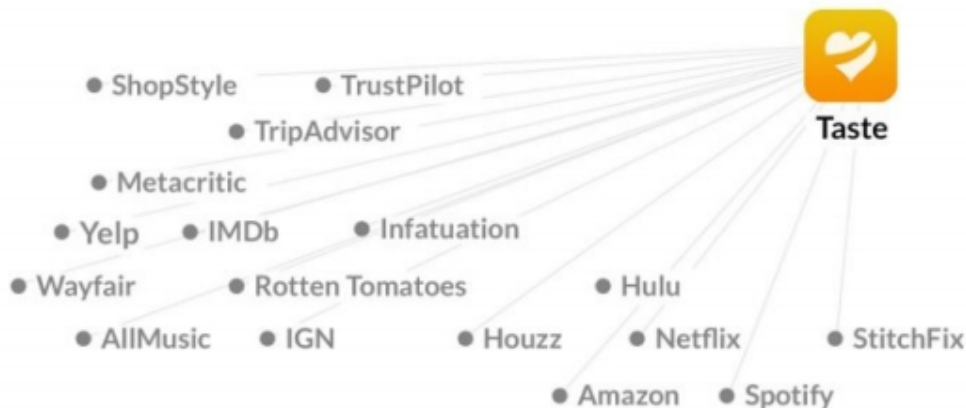 ShopStyle TrustPilot
Taste
TripAdvisor
Metacritic
Yelp IMDb Infatuation
Wayfair Rotten Tomatoes Hulu
AllMusic IGN Houzz Netflix StitchFix
Amazon Spotify